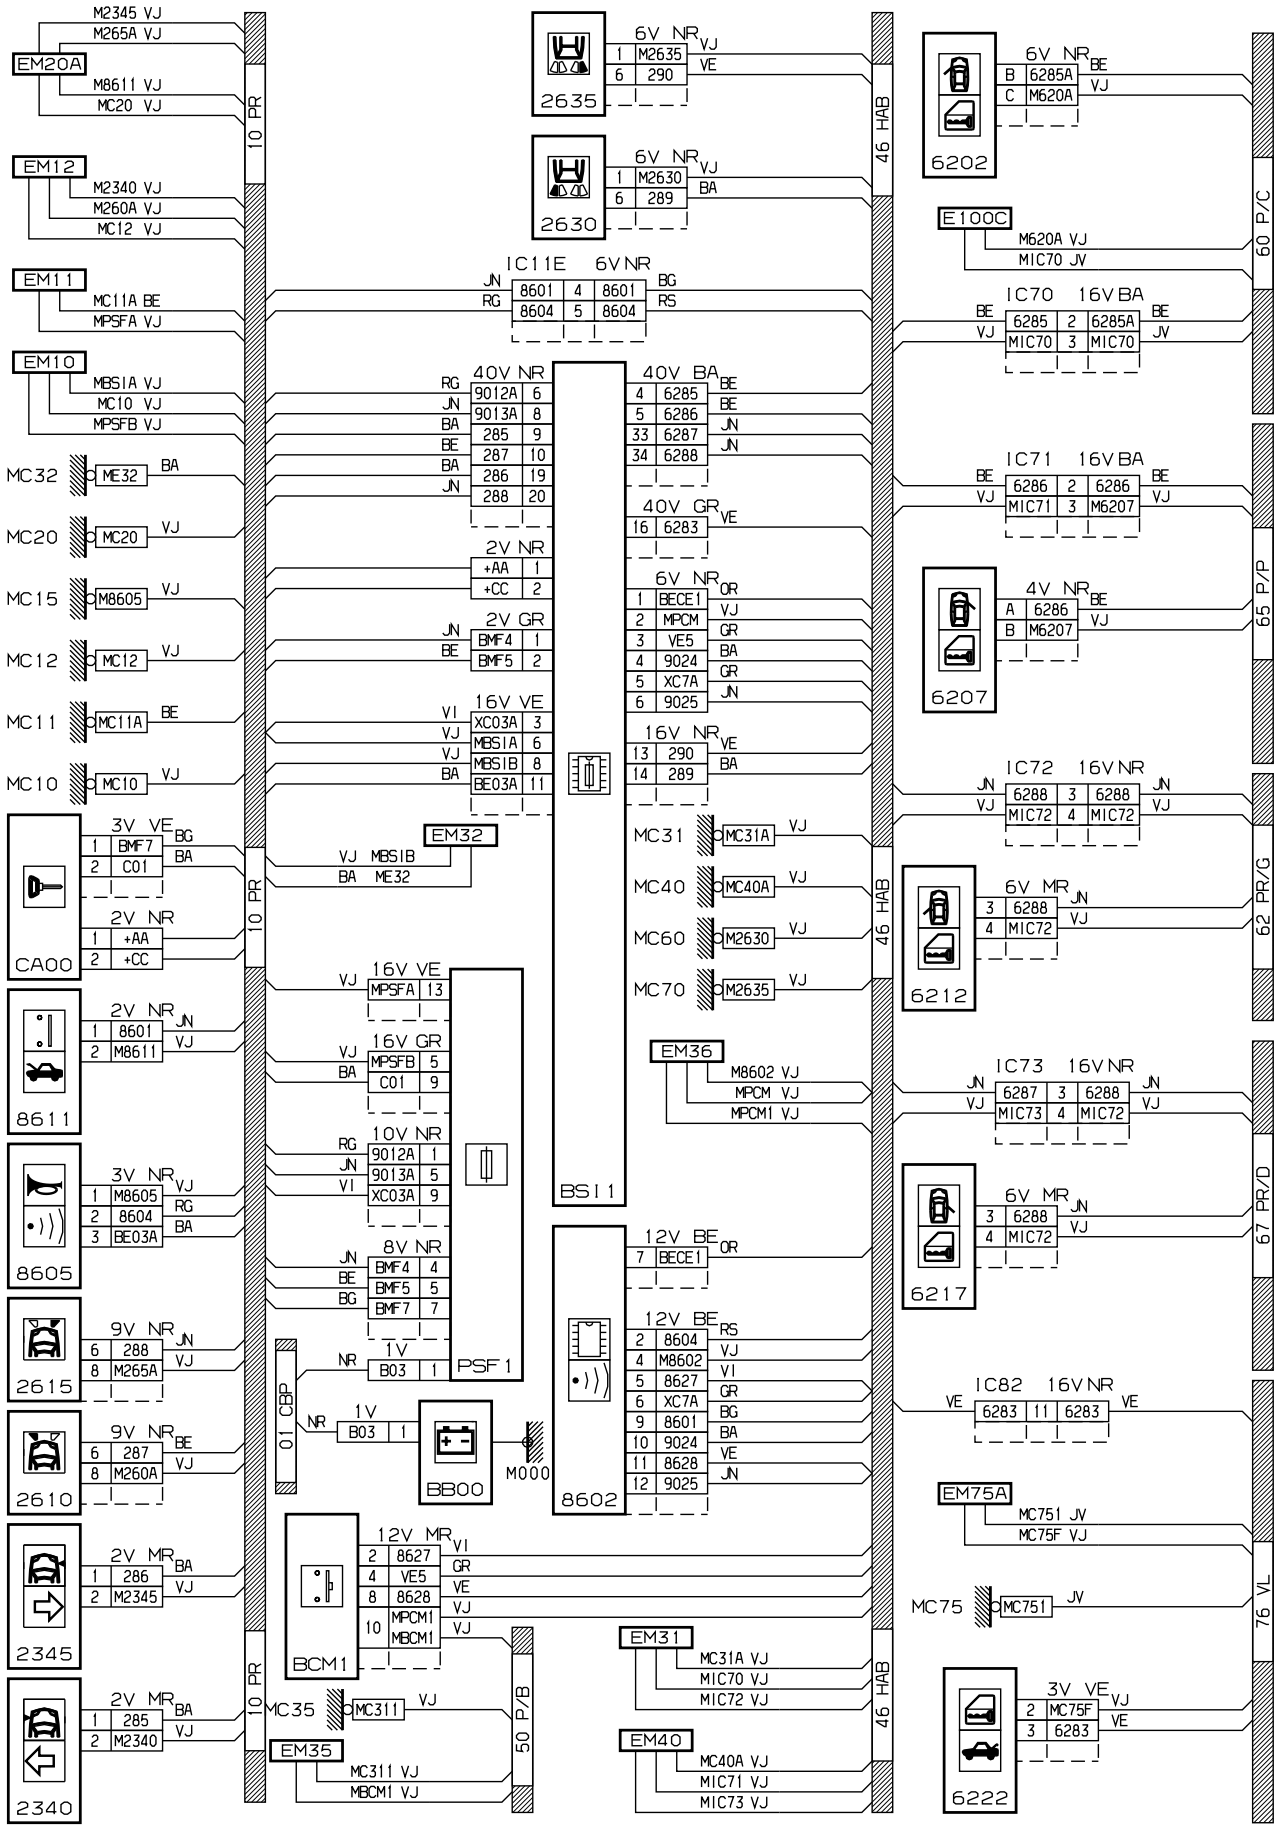 M2345 VJ
M265A VJ
EM20A
M8611 VJ
MC20 VJ
10 PR
EM12
M2340 VJ
M260A VJ
MC12 VJ
EM11
MC11A BE
MPSFA VJ
EM10
MBSIA VJ
MC10 VJ
MPSFB VJ
MC32 ME32 BA
MC20 MC20 VJ
MC15 M8605 VJ
MC12 MC12 VJ
MC11 MC11A BE
MC10 MC10 VJ
3V VE
1 BMF7 BG
2 C01 BA
2V NR
1 +AA
2 +CC
CA00
10 PR
2V NR
1 8601 JN
2 M8611 VJ
8611
3V NR
1 M8605 VJ
2 8604 RG
3 BE03A BA
8605
9V NR
6 288 JN
8 M265A VJ
2615
9V NR
6 287 BE
8 M260A VJ
2610
2V MR
1 286 BA
2 M2345 VJ
2345
10 PR
2V MR
1 285 BA
2 M2340 VJ
2340
6V NR
1 M2635 VJ
6 290 VE
2635
6V NR
1 M2630 VJ
6 289 BA
2630
46 HAB
IC11E 6V NR
JN 8601 4 8601 BG
RG 8604 5 8604 RS
40V NR
RG 9012A 6
JN 9013A 8
BA 285 9
BE 287 10
BA 286 19
JN 288 20
2V NR
+AA 1
+CC 2
2V GR
JN BMF4 1
BE BMF5 2
16V VE
VI XC03A 3
VJ MBSIA 6
VJ MBSIB 8
BA BE03A 11
EM32
VJ MBSIB
BA ME32
40V BA
4 6285 BE
5 6286 BE
33 6287 JN
34 6288 JN
40V GR
16 6283 VE
6V NR
1 BECE1 OR
2 MPCM VJ
3 VE5 GR
4 9024 BA
5 XC7A GR
6 9025 JN
16V NR
13 290 VE
14 289 BA
BSI1
MC31 MC31A VJ
MC40 MC40A VJ
MC60 M2630 VJ
MC70 M2635 VJ
46 HAB
EM36
M8602 VJ
MPCM VJ
MPCM1 VJ
16V VE
VJ MPSFA 13
16V GR
VJ MPSFB 5
BA C01 9
10V NR
RG 9012A 1
JN 9013A 5
VI XC03A 9
8V NR
JN BMF4 4
BE BMF5 5
BG BMF7 7
1V
NR B03 1
PSF1
01 CBP
1V
NR B03 1
BB00
M000
12V BE
7 BECE1 OR
12V BE
2 8604 RS
4 M8602 VJ
5 8627 VI
6 XC7A GR
9 8601 BG
10 9024 BA
11 8628 VE
12 9025 JN
8602
12V MR
2 8627 VI
4 VE5 GR
8 8628 VE
10 MPCM1 VJ
MBCM1 VJ
BCM1
MC35 MC311 VJ
50 P/B
EM35
MC311 VJ
MBCM1 VJ
EM31
MC31A VJ
MIC70 VJ
MIC72 VJ
46 HAB
EM40
MC40A VJ
MIC71 VJ
MIC73 VJ
6V NR
B 6285A BE
C M620A VJ
6202
E100C
M620A VJ
MIC70 JV
60 P/C
IC70 16V BA
BE 6285 2 6285A BE
VJ MIC70 3 MIC70 JV
IC71 16V BA
BE 6286 2 6286 BE
VJ MIC71 3 M6207 VJ
65 P/P
4V NR
A 6286 BE
B M6207 VJ
6207
IC72 16V NR
JN 6288 3 6288 JN
VJ MIC72 4 MIC72 VJ
62 PR/G
6V MR
3 6288 JN
4 MIC72 VJ
6212
IC73 16V NR
JN 6287 3 6288 JN
VJ MIC73 4 MIC72 VJ
67 PR/D
6V MR
3 6288 JN
4 MIC72 VJ
6217
IC82 16V NR
VE 6283 11 6283 VE
EM75A
MC751 JV
MC75F VJ
MC75 MC751 JV
76 VL
3V VE
2 MC75F VJ
3 6283 VE
6222